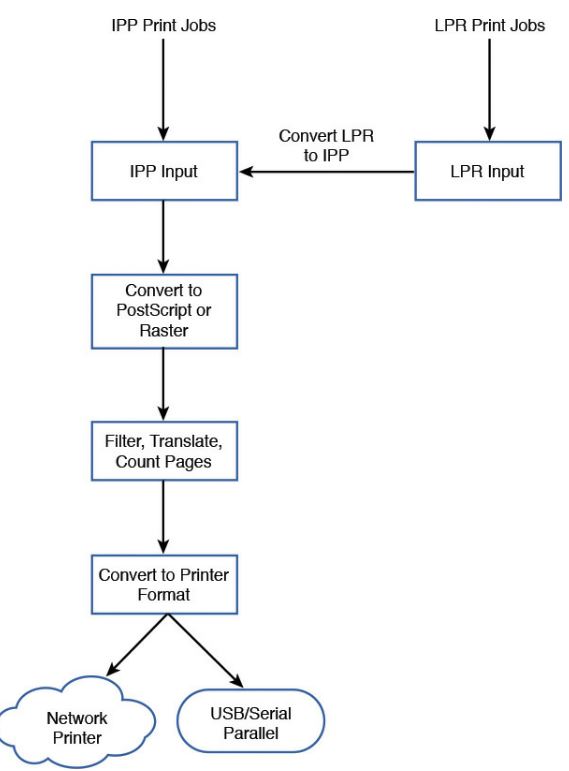 IPP Print Jobs
LPR Print Jobs
Convert LPR
to IPP
IPP Input
LPR Input
Convert to
PostScript or
Raster
Filter, Translate,
Count Pages
Convert to Printer
Format
Network
Printer
USB/Serial
Parallel